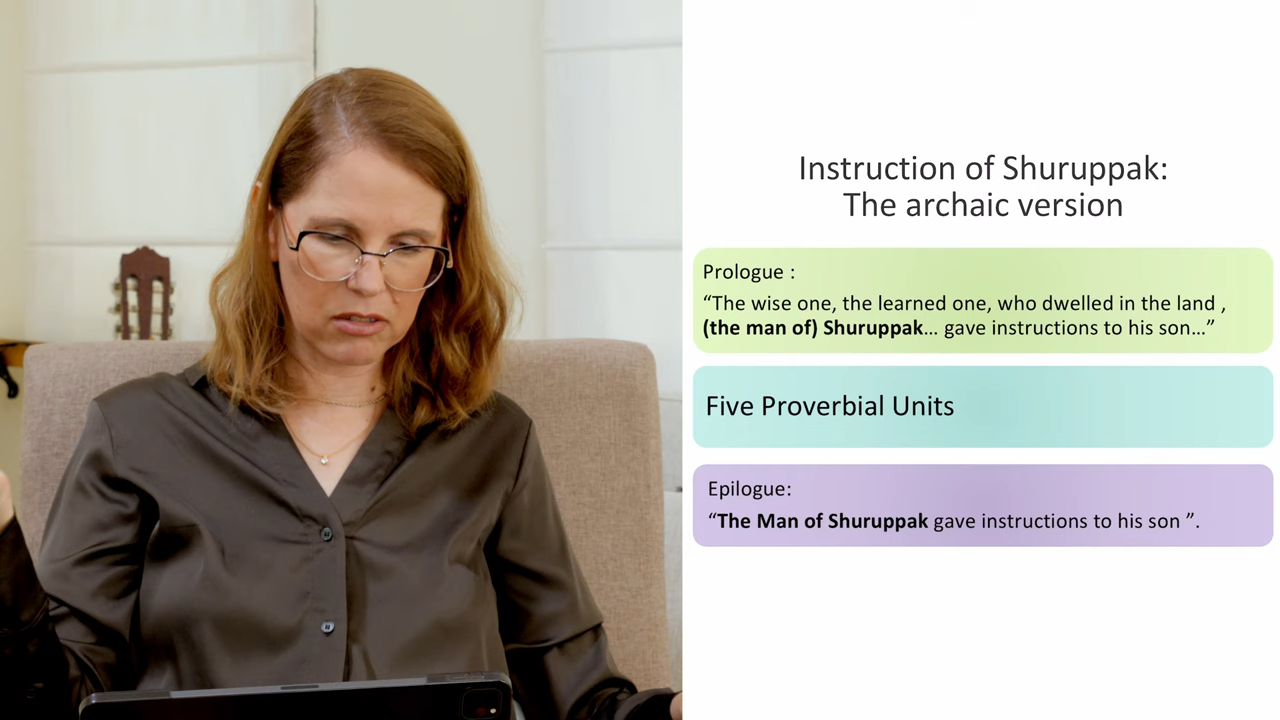 Instruction of Shuruppak:
The archaic version
Prologue :
“The wise one, the learned one, who dwelled in the land ,
(the man of) Shuruppak... gave instructions to his son...”
Five Proverbial Units
Epilogue:
“The Man of Shuruppak gave instructions to his son ”.